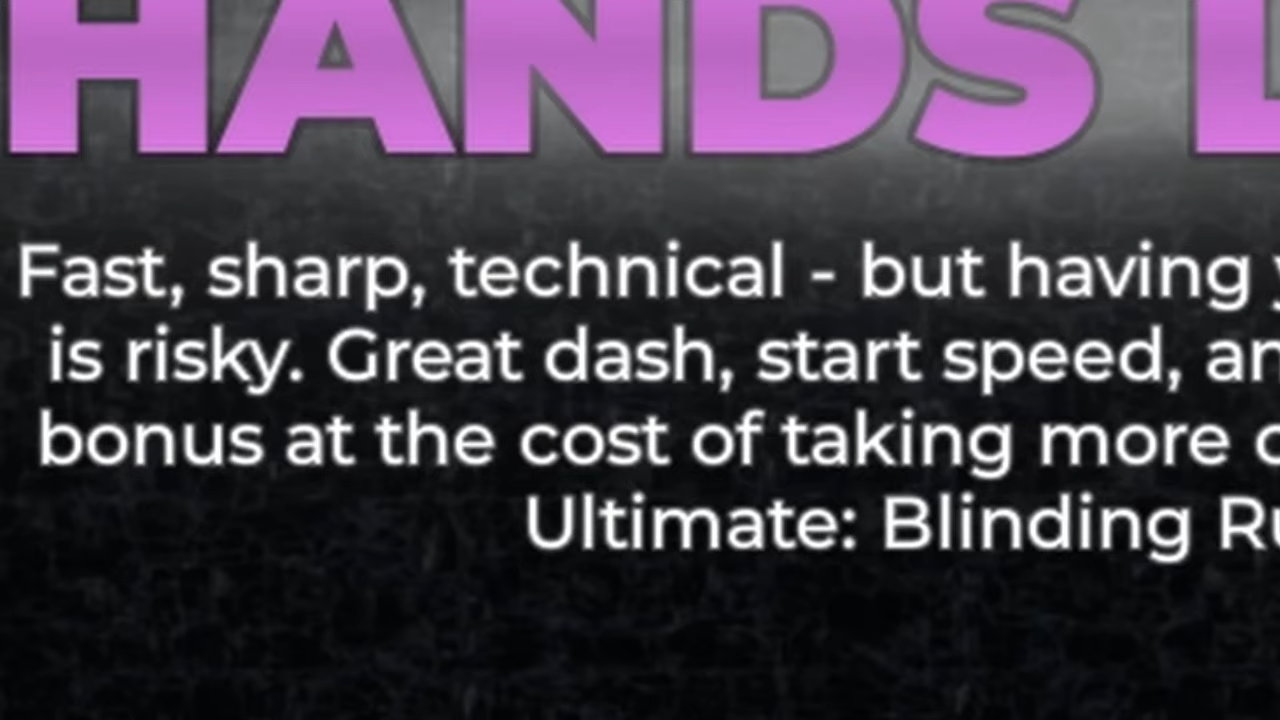 HANDS
Fast, sharp, technical - but having
is risky. Great dash, start speed,
bonus at the cost of taking more
Ultimate: Blinding